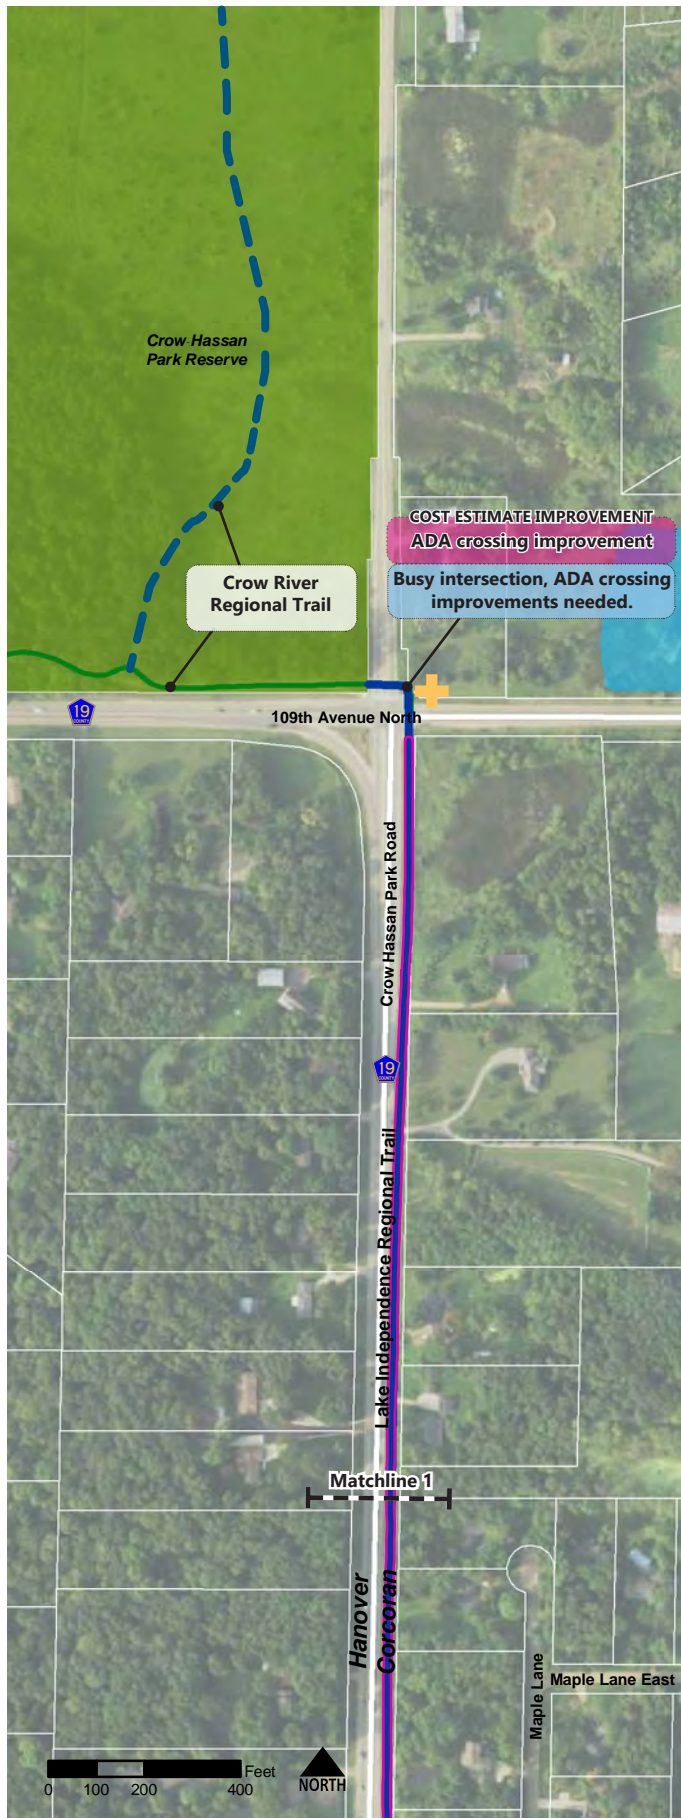 Crow-Hassan
Park Reserve
COST ESTIMATE IMPROVEMENT
ADA crossing improvement
Busy intersection, ADA crossing
improvements needed.
Crow River
Regional Trail
19
COUNTY
109th Avenue North
Crow Hassan Park Road
19
COUNTY
Lake Independence Regional Trail
Matchline 1
Hanover
Corcoran
Maple Lane
Maple Lane East
Feet
0 100 200 400
NORTH